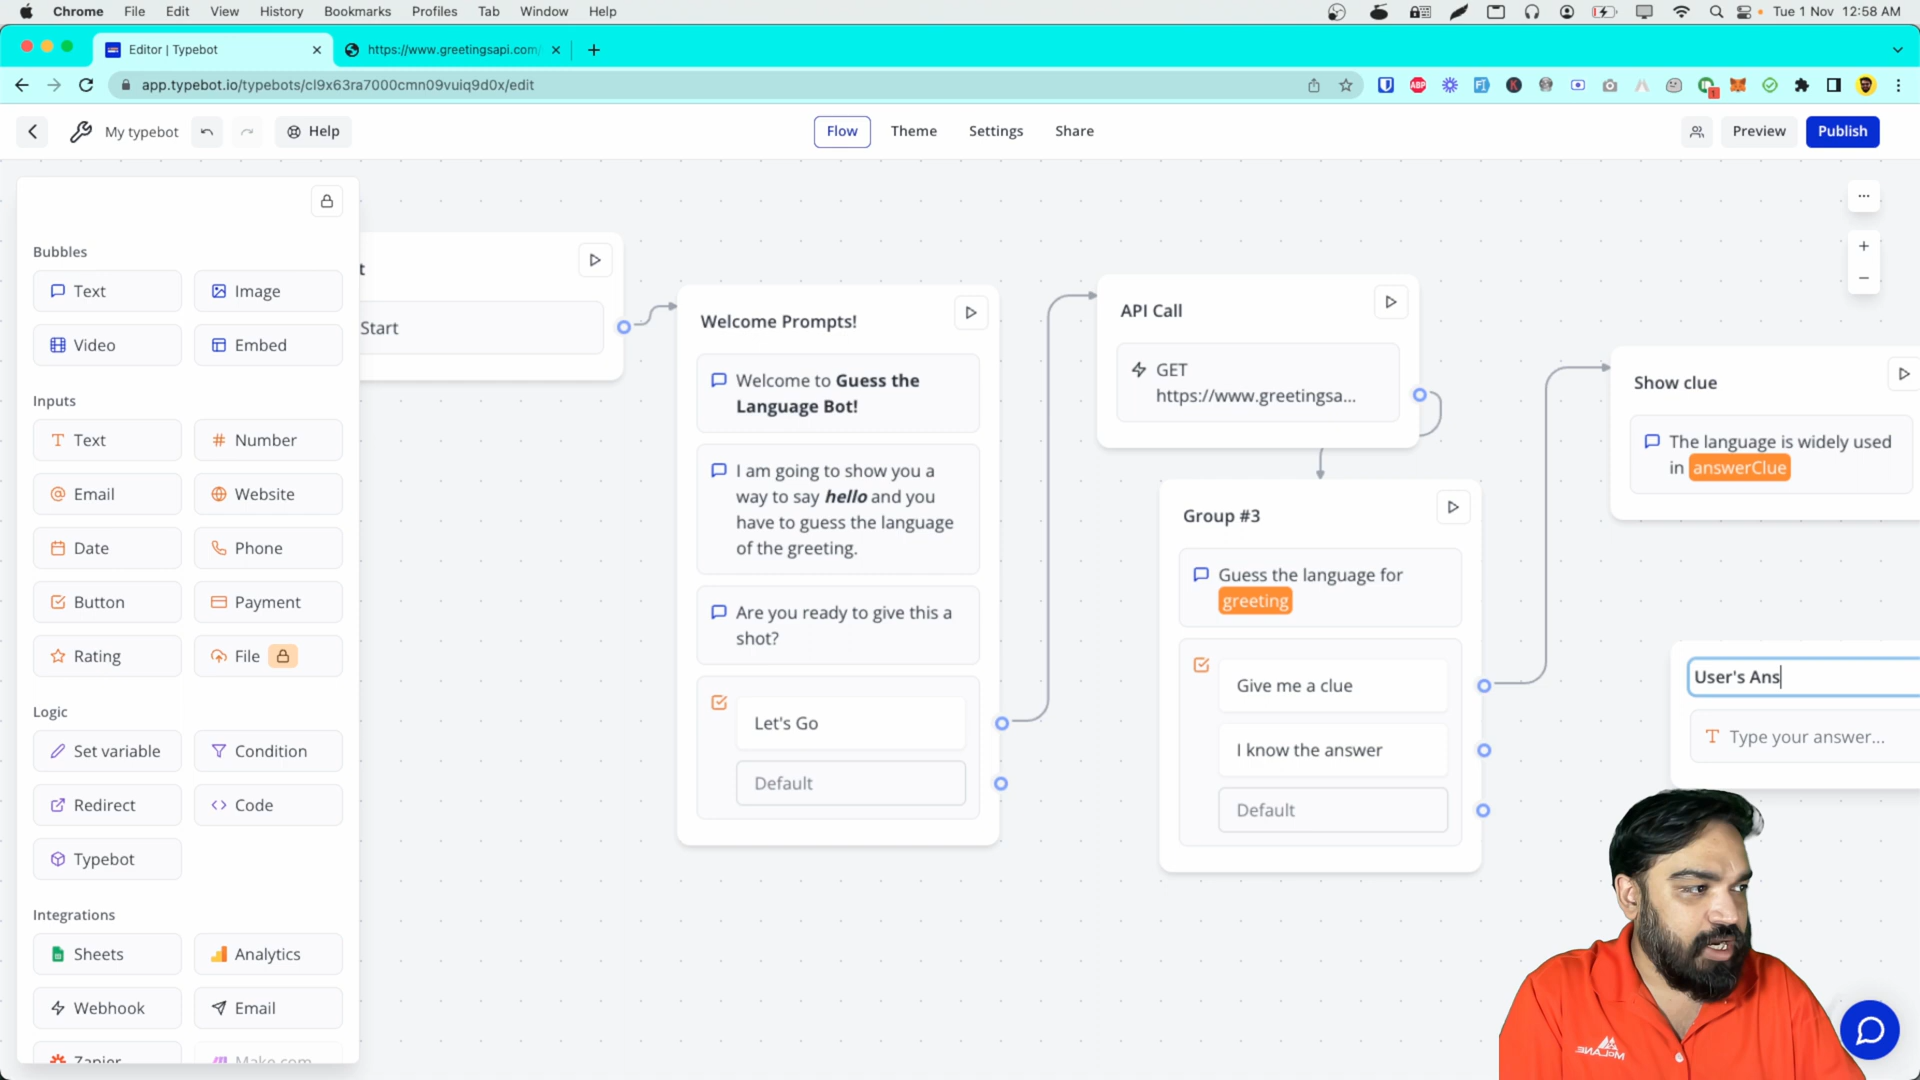 Chrome File Edit View History Bookmarks Profiles Tab Window Help Tue 1 Nov 12:58 AM
Editor | Typebot
https://www.greetingsapi.com/
app.typebot.io/typebots/cl9x63ra7000cmn09vuiq9d0x/edit
ABP
1
My typebot
Help
Flow
Theme
Settings
Share
Preview
Publish
Bubbles
Text
Image
Video
Embed
Inputs
Text
Number
Email
Website
Date
Phone
Button
Payment
Rating
File
Logic
Set variable
Condition
Redirect
Code
Typebot
Integrations
Sheets
Analytics
Webhook
Email
Zapier
Make.com
t
Start
Welcome Prompts!
Welcome to Guess the
Language Bot!
I am going to show you a
way to say hello and you
have to guess the language
of the greeting.
Are you ready to give this a
shot?
Let's Go
Default
API Call
GET
https://www.greetingsa...
Group #3
Guess the language for
greeting
Give me a clue
I know the answer
Default
Show clue
The language is widely used
in answerClue
User's Ans
Type your answer...
McLANE